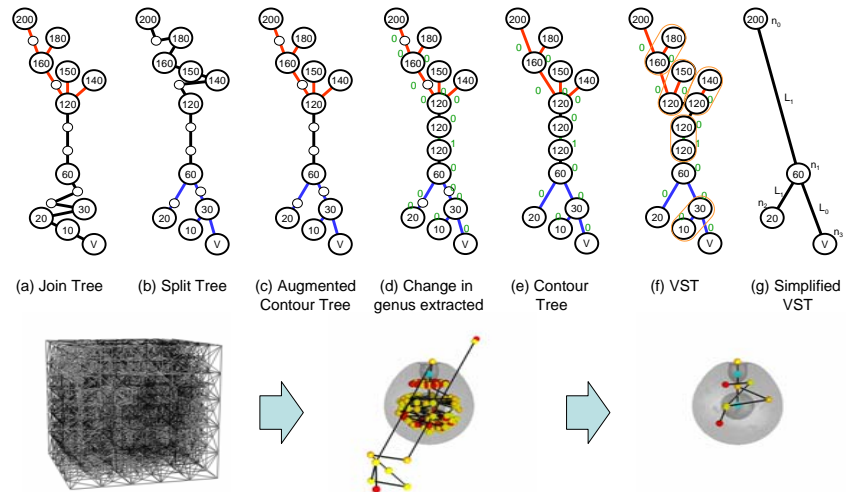 200 200 200 200 200 200 200 n₀
180 180 180 180 180 180
160 160 160 160 160 160
150 150 150 150 150 150
140 140 140 140 140 140
120 120 120 120 120 120 120
L₁
120 120 120
120 120 120
60 60 60 60 60 60 60 n₁
L₁
20 30 20 30 20 30 20 30 20 30 20 30 n₂ 20 L₀
10 10 10 10 10 10
V V V V V V V n₃
(a) Join Tree (b) Split Tree (c) Augmented (d) Change in (e) Contour (f) VST (g) Simplified
Contour Tree genus extracted Tree VST